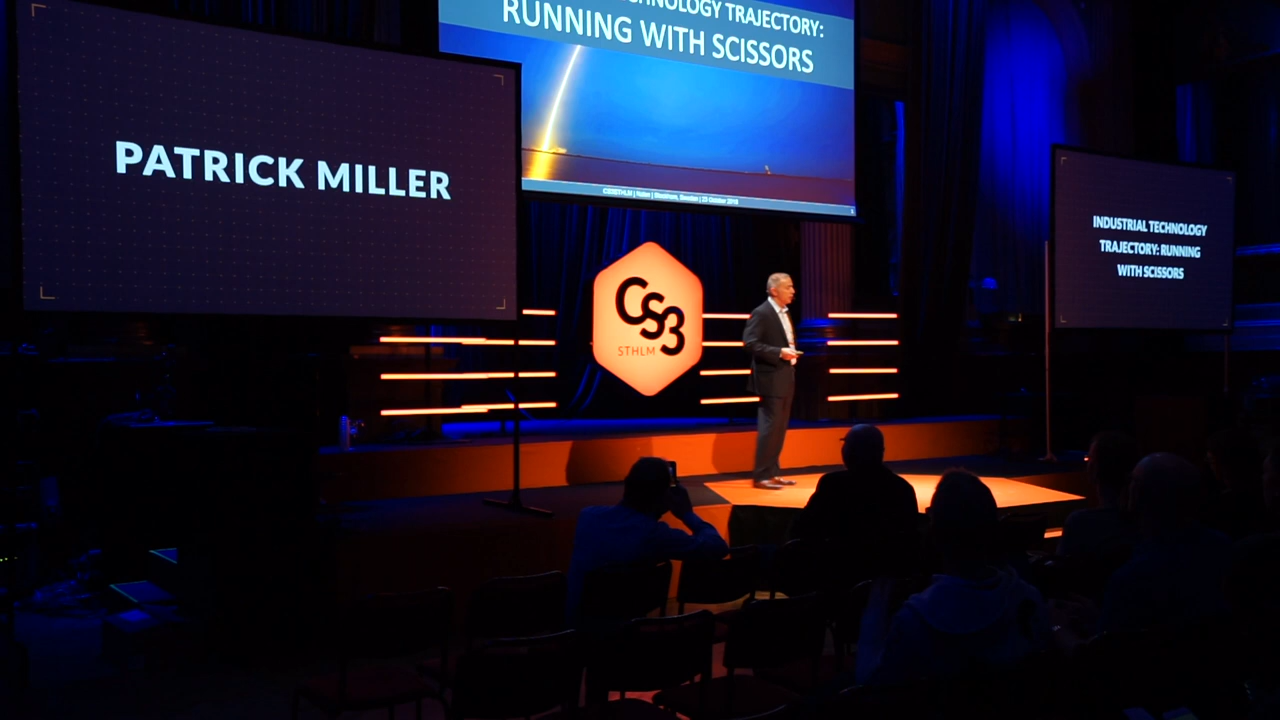 PATRICK MILLER
TECHNOLOGY TRAJECTORY:
RUNNING WITH SCISSORS
CS3
STHLM
INDUSTRIAL TECHNOLOGY
TRAJECTORY: RUNNING
WITH SCISSORS